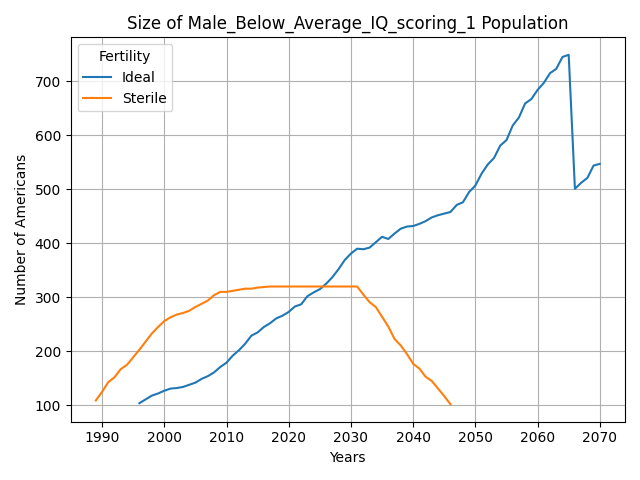 Size of Male_Below_Average_IQ_scoring_1 Population
Fertility
Ideal
Sterile
Number of Americans
700
600
500
400
300
200
100
1990 2000 2010 2020 2030 2040 2050 2060 2070
Years